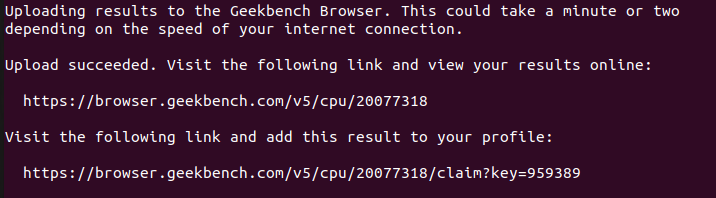 Uploading results to the Geekbench Browser. This could take a minute or two
depending on the speed of your internet connection.
Upload succeeded. Visit the following link and view your results online:
https://browser.geekbench.com/v5/cpu/20077318
Visit the following link and add this result to your profile:
https://browser.geekbench.com/v5/cpu/20077318/claim?key=959389